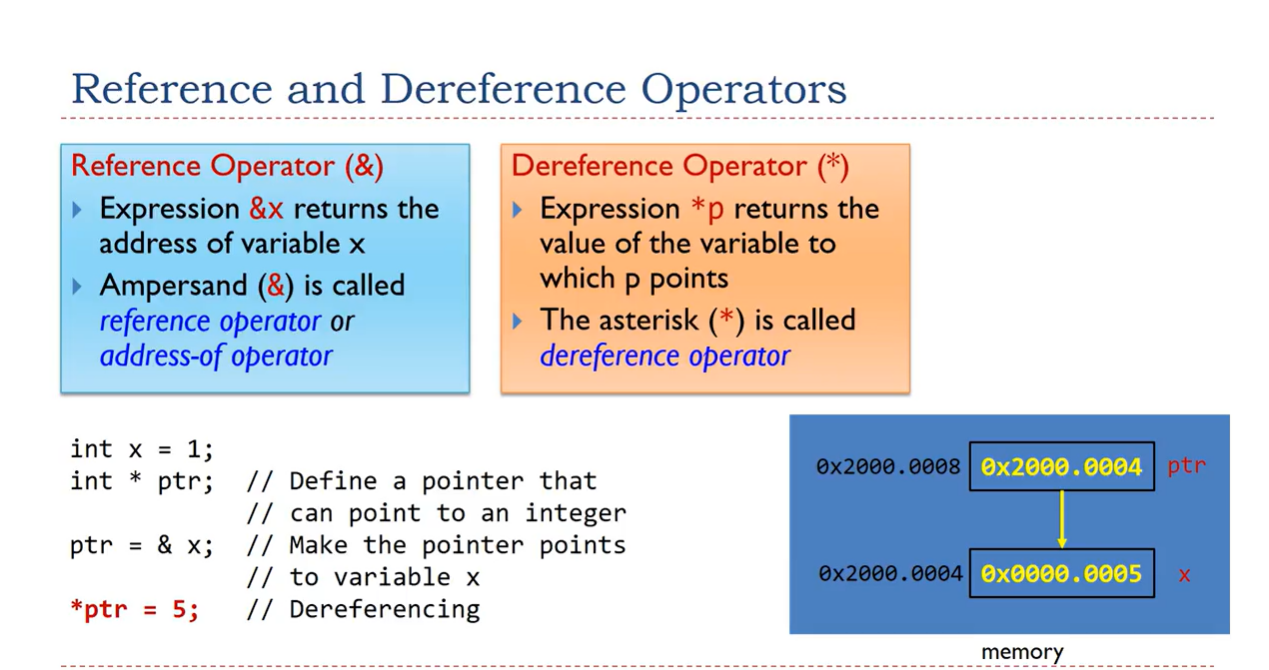 Reference and Dereference Operators
Reference Operator (&)
Expression &x returns the
address of variable x
Ampersand (&) is called
reference operator or
address-of operator
Dereference Operator (*)
Expression *p returns the
value of the variable to
which p points
The asterisk (*) is called
dereference operator
int x = 1;
int * ptr;  // Define a pointer that
            // can point to an integer
ptr = & x;  // Make the pointer points
            // to variable x
*ptr = 5;   // Dereferencing
0x2000.0008 0x2000.0004 ptr
0x2000.0004 0x0000.0005 x
memory